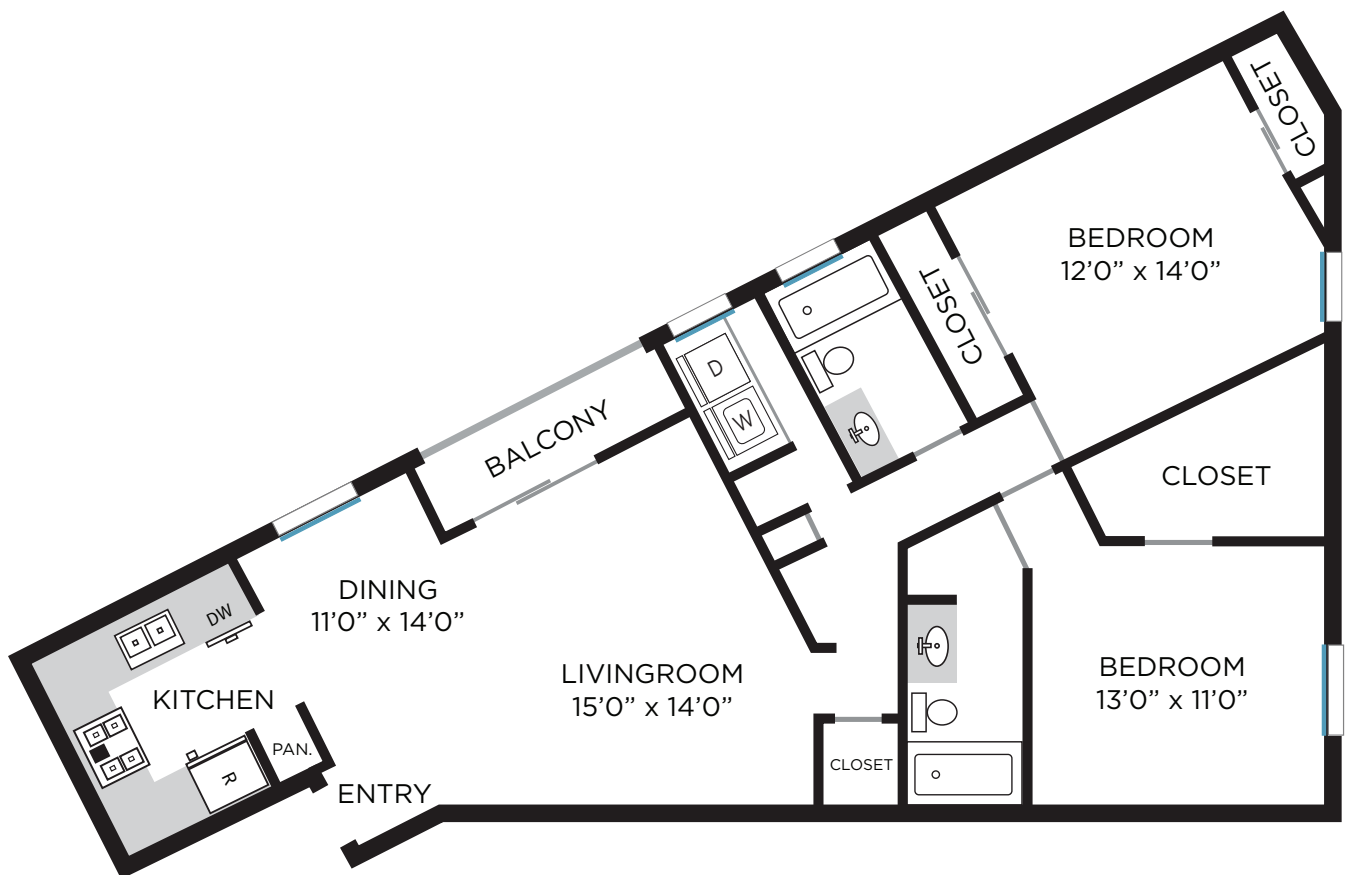 CLOSET
BEDROOM
12’0” x 14’0”
CLOSET
D
W
BALCONY
CLOSET
DINING
11’0” x 14’0”
DW
LIVINGROOM
15’0” x 14’0”
BEDROOM
13’0” x 11’0”
KITCHEN
PAN.
R
CLOSET
ENTRY